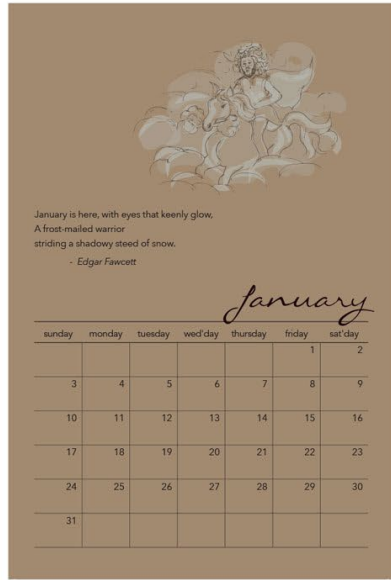 January is here, with eyes that keenly glow,
A frost-mailed warrior
striding a shadowy steed of snow.
- Edgar Fawcett
january
sunday monday tuesday wed'day thursday friday sat'day
1 2
3 4 5 6 7 8 9
10 11 12 13 14 15 16
17 18 19 20 21 22 23
24 25 26 27 28 29 30
31